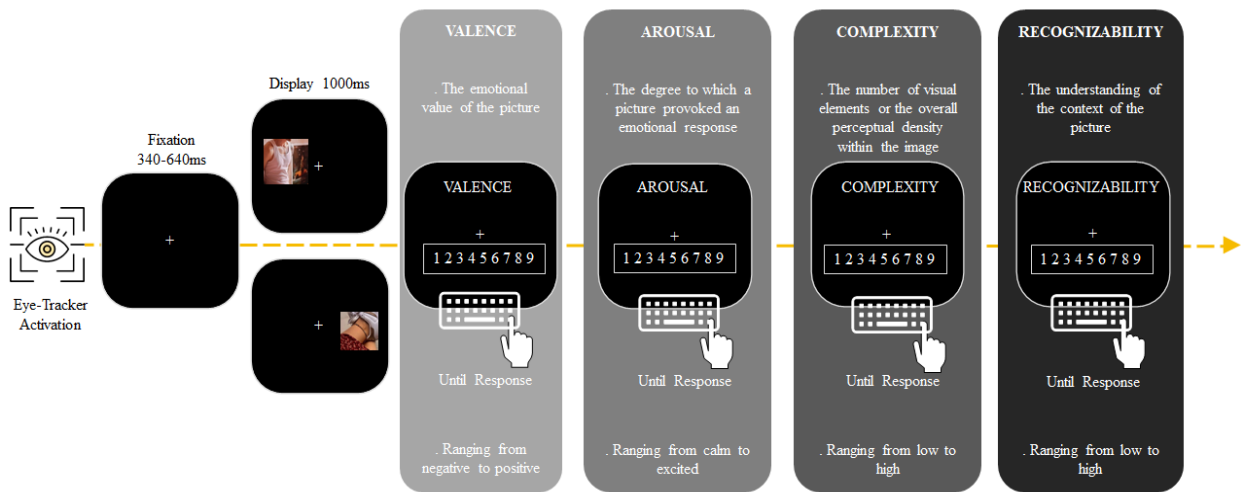 Eye-Tracker
Activation
Fixation
340-640ms
+
Display 1000ms
+
+
VALENCE
. The emotional
value of the picture
VALENCE
+
1 2 3 4 5 6 7 8 9
Until Response
. Ranging from
negative to positive
AROUSAL
. The degree to which a
picture provoked an
emotional response
AROUSAL
+
1 2 3 4 5 6 7 8 9
Until Response
. Ranging from calm to
excited
COMPLEXITY
. The number of visual
elements or the overall
perceptual density
within the image
COMPLEXITY
+
1 2 3 4 5 6 7 8 9
Until Response
. Ranging from low to
high
RECOGNIZABILITY
. The understanding of
the context of the
picture
RECOGNIZABILITY
+
1 2 3 4 5 6 7 8 9
Until Response
. Ranging from low to
high